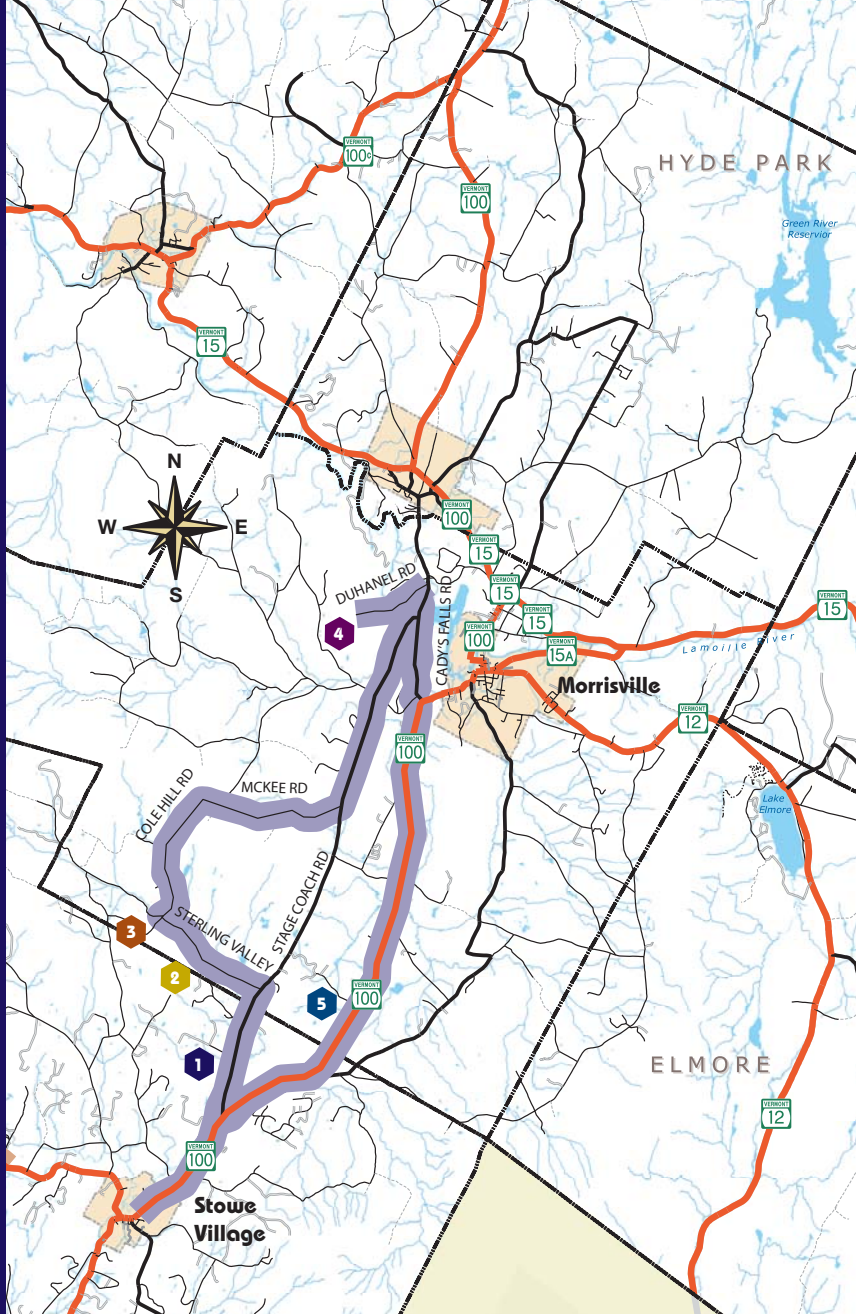 VERMONT
100C
HYDE PARK
VERMONT
100
Green River
Reservior
VERMONT
15
N
W
E
S
VERMONT
100
VERMONT
15
DUHANEL RD
VERMONT
15
CADY'S FALLS RD
VERMONT
15
VERMONT
15
4
VERMONT
100
VERMONT
15A
Lamoille River
Morrisville
VERMONT
12
VERMONT
100
MCKEE RD
COLE HILL RD
Lake
Elmore
STAGE COACH RD
STERLING VALLEY
3
2
5
VERMONT
100
1
ELMORE
VERMONT
12
VERMONT
100
Stowe
Village